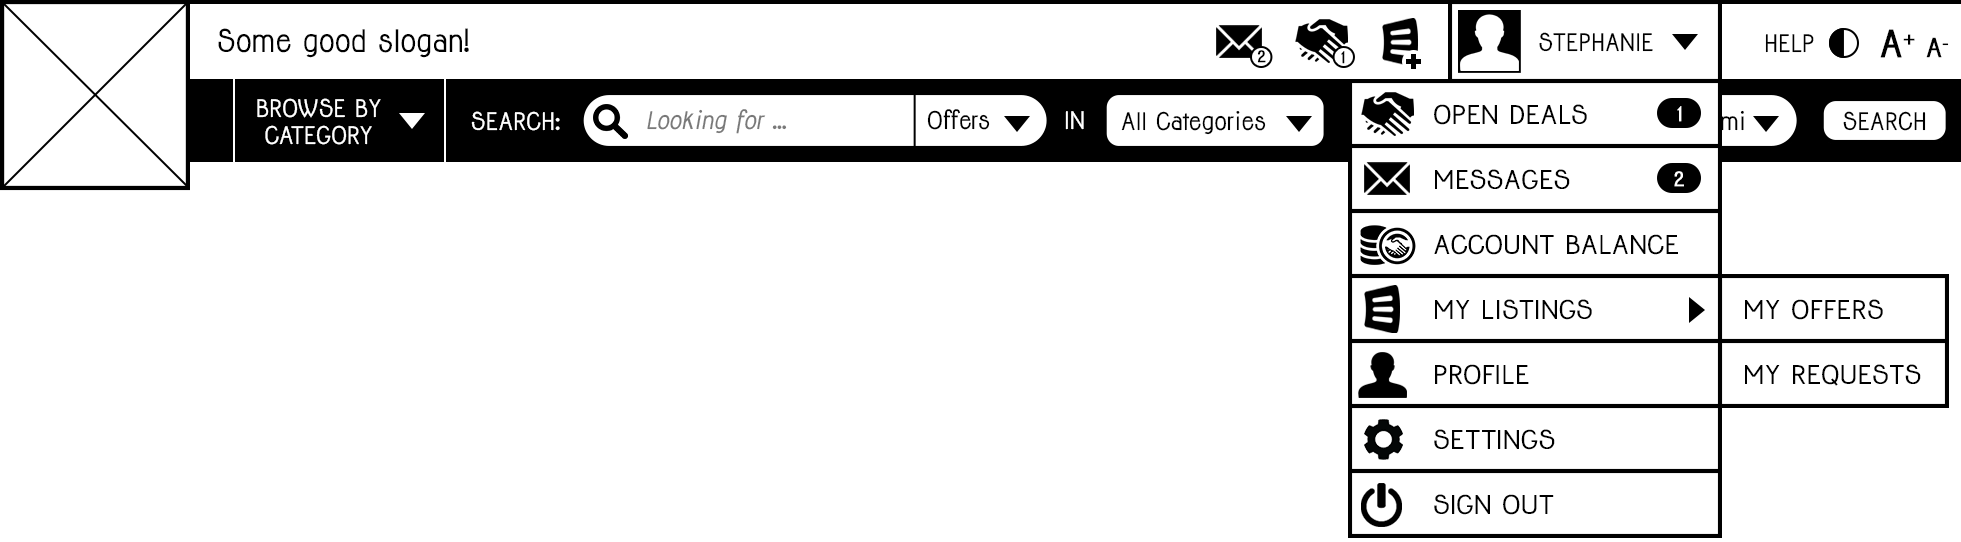 Some good slogan!
2
1
STEPHANIE
HELP
A+ A-
BROWSE BY
CATEGORY
SEARCH:
Looking for ...
Offers
IN
All Categories
mi
SEARCH
OPEN DEALS 1
MESSAGES 2
ACCOUNT BALANCE
MY LISTINGS
MY OFFERS
PROFILE
MY REQUESTS
SETTINGS
SIGN OUT